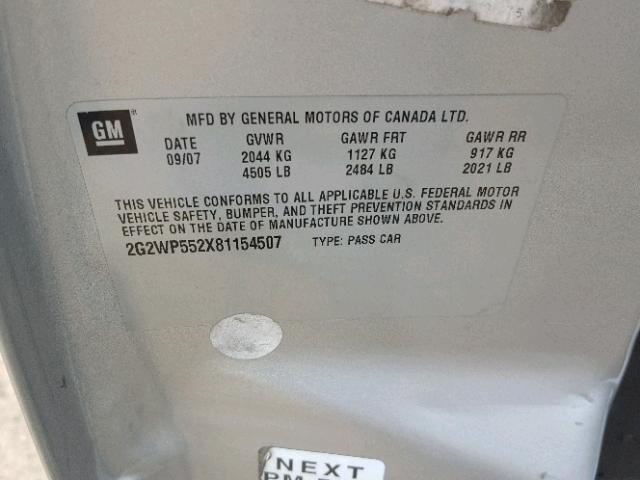 GM
MFD BY GENERAL MOTORS OF CANADA LTD.
DATE GVWR GAWR FRT GAWR RR
09/07 2044 KG 1127 KG 917 KG
4505 LB 2484 LB 2021 LB
THIS VEHICLE CONFORMS TO ALL APPLICABLE U.S. FEDERAL MOTOR
VEHICLE SAFETY, BUMPER, AND THEFT PREVENTION STANDARDS IN
EFFECT ON THE DATE OF MANUFACTURE SHOWN ABOVE.
2G2WP552X81154507 TYPE: PASS CAR
NEXT